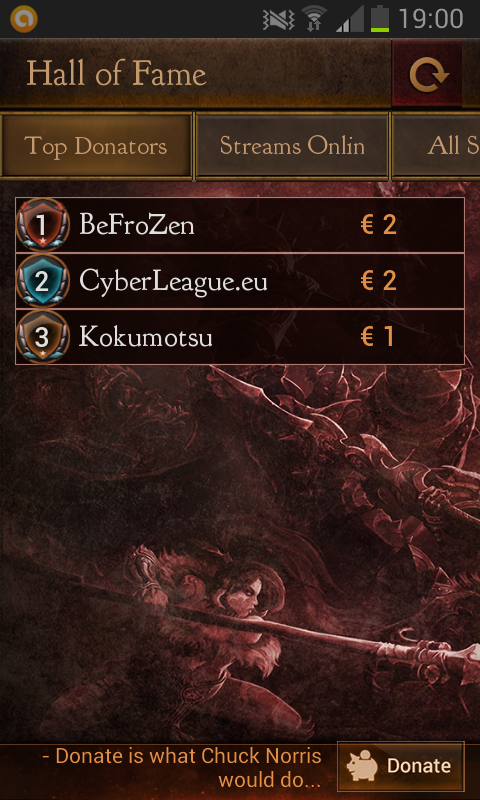 19:00
Hall of Fame
Top Donators
Streams Onlin
All S
1 BeFroZen € 2
2 CyberLeague.eu € 2
3 Kokumotsu € 1
- Donate is what Chuck Norris
would do...
Donate